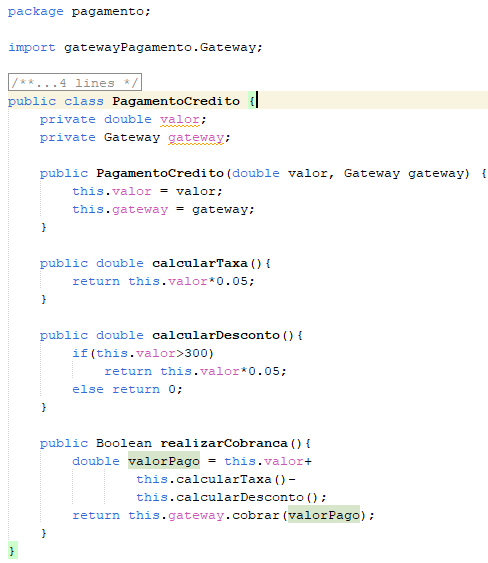 package pagamento;
import gatewayPagamento.Gateway;
/**...4 lines */
public class PagamentoCredito {
    private double valor;
    private Gateway gateway;
    public PagamentoCredito(double valor, Gateway gateway) {
        this.valor = valor;
        this.gateway = gateway;
    }
    public double calcularTaxa(){
        return this.valor*0.05;
    }
    public double calcularDesconto(){
        if(this.valor>300)
            return this.valor*0.05;
        else return 0;
    }
    public Boolean realizarCobranca(){
        double valorPago = this.valor+
                this.calcularTaxa()-
                this.calcularDesconto();
        return this.gateway.cobrar(valorPago);
    }
}